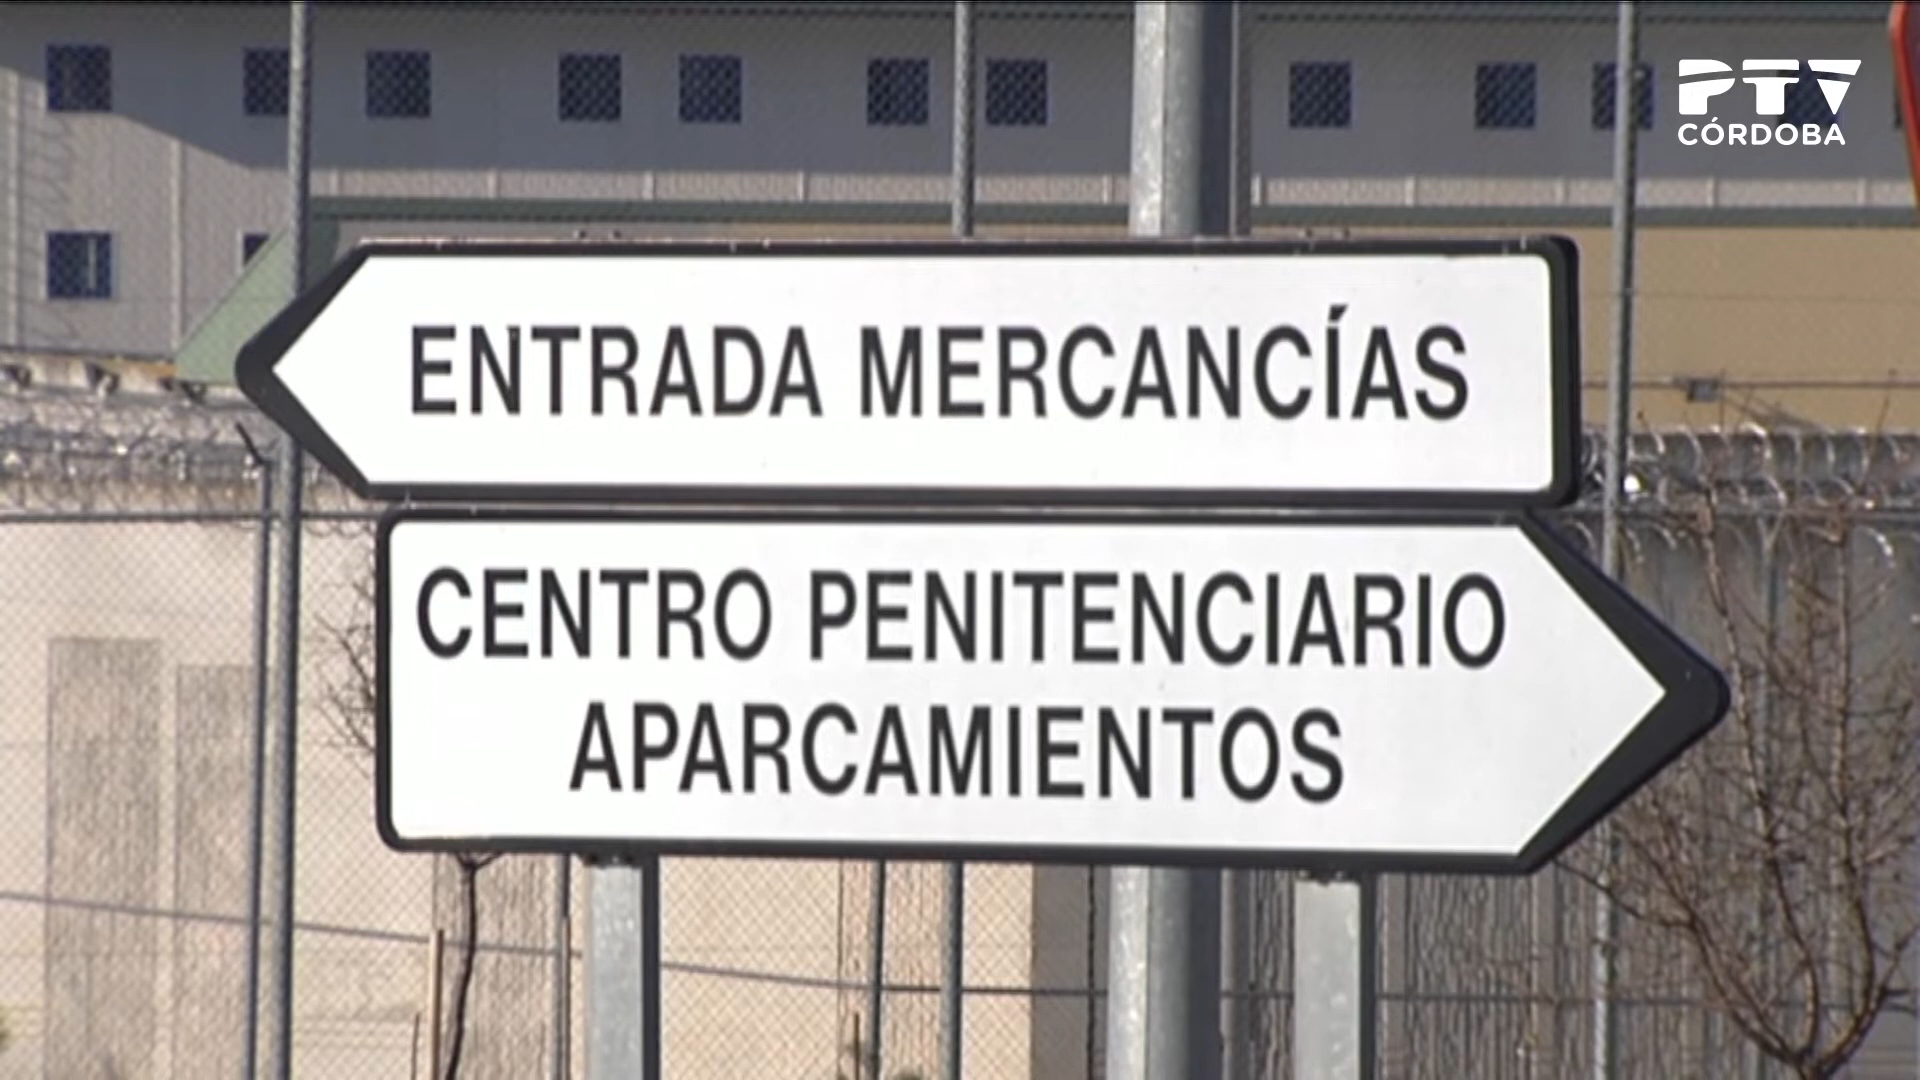 PTV
CÓRDOBA
ENTRADA MERCANCÍAS
CENTRO PENITENCIARIO
APARCAMIENTOS